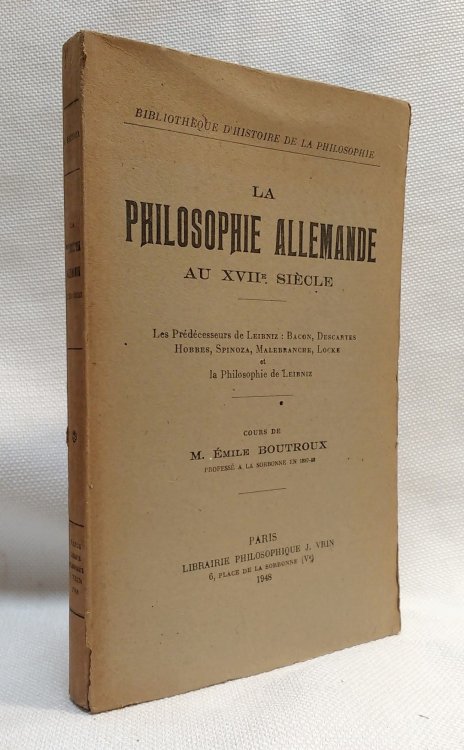 BIBLIOTHÈQUE D'HISTOIRE DE LA PHILOSOPHIE
LA
PHILOSOPHIE ALLEMANDE
AU XVIIE SIÈCLE
Les Prédécesseurs de LEIBNIZ : BACON, DESCARTES
HOBBES, SPINOZA, MALEBRANCHE, LOCKE
et
la Philosophie de LEIBNIZ
COURS DE
M. ÉMILE BOUTROUX
PROFESSÉ A LA SORBONNE EN 1897-98
PARIS
LIBRAIRIE PHILOSOPHIQUE J. VRIN
6, PLACE DE LA SORBONNE (Ve)
1948